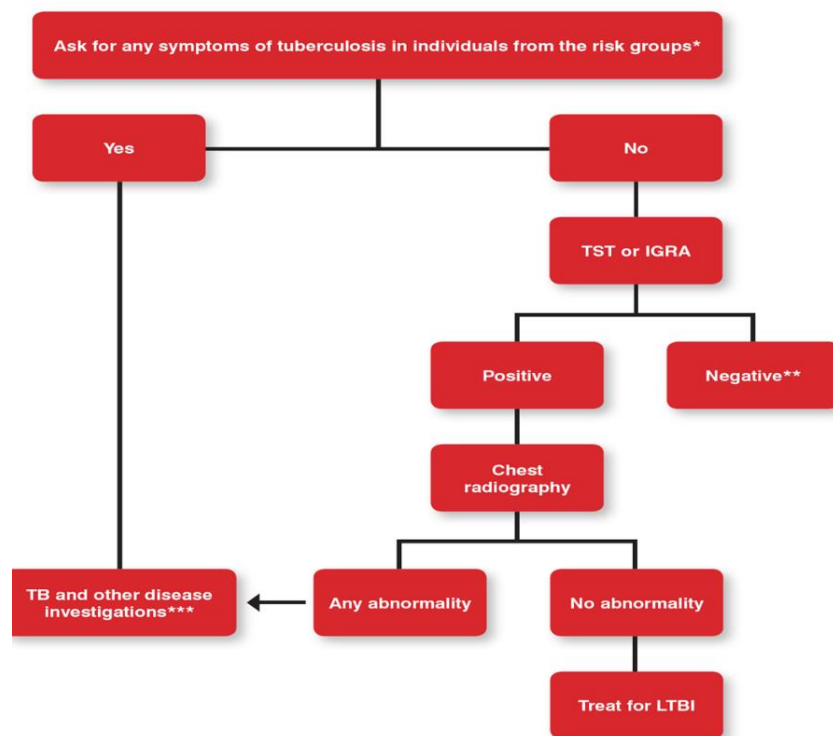 Ask for any symptoms of tuberculosis in individuals from the risk groups*
Yes
No
TST or IGRA
Positive
Negative**
Chest
radiography
TB and other disease
investigations***
Any abnormality
No abnormality
Treat for LTBI